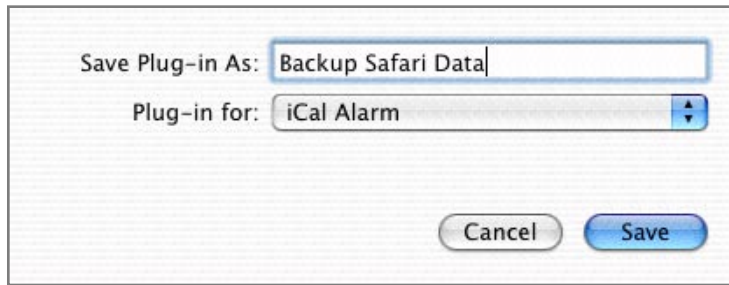 Save Plug-in As: Backup Safari Data
Plug-in for: iCal Alarm
Cancel Save